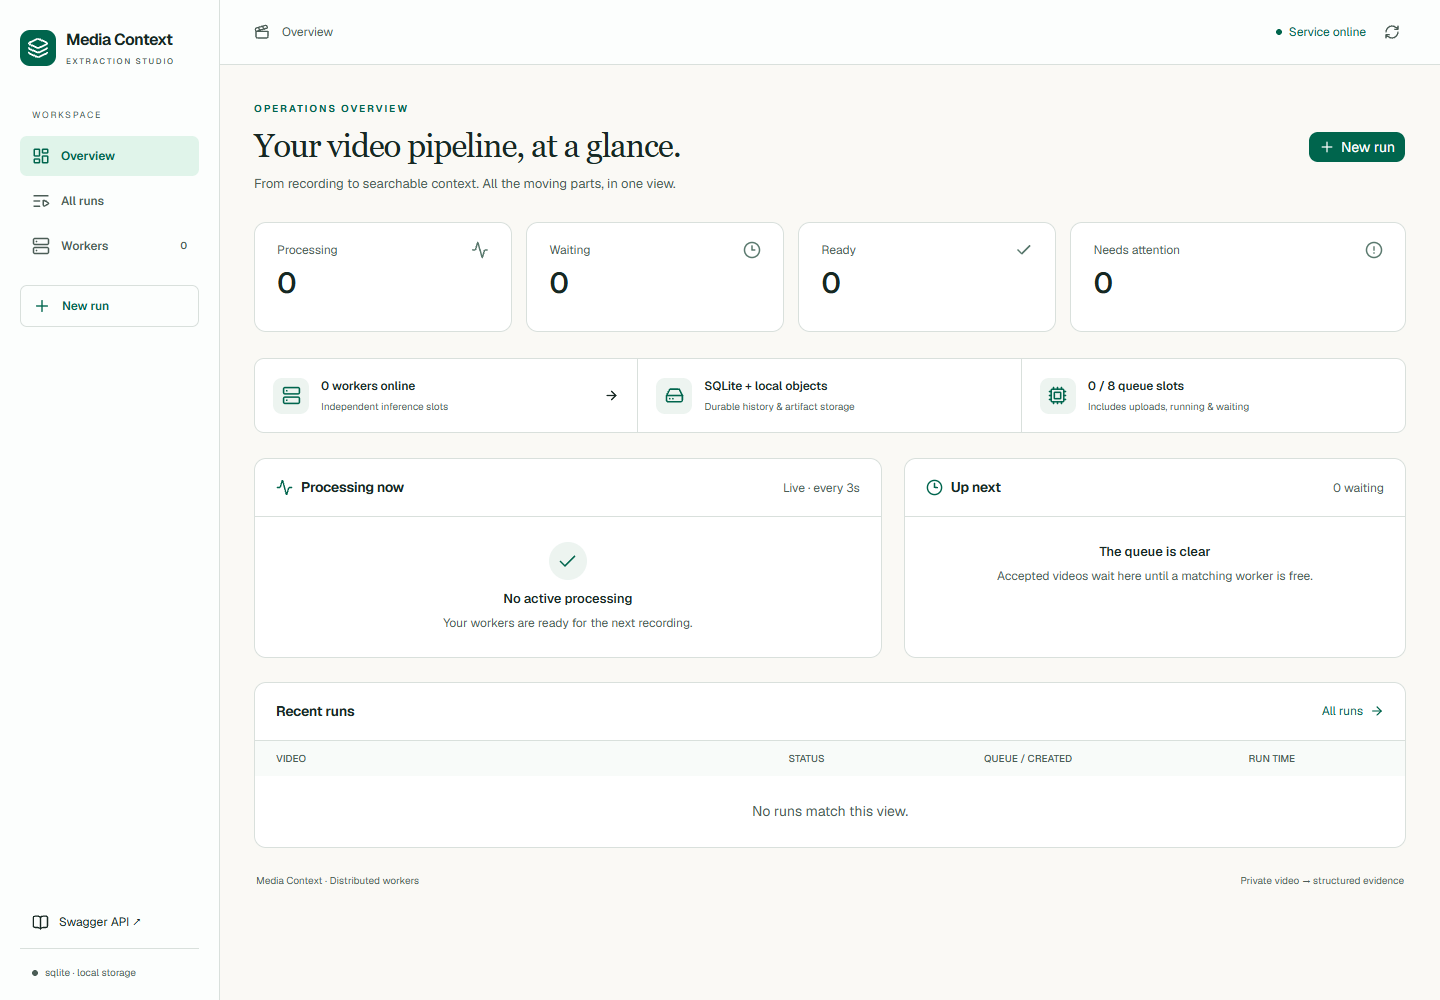 Media Context
EXTRACTION STUDIO
WORKSPACE
Overview
All runs
Workers 0
New run
Swagger API ↗
sqlite · local storage
Overview
Service online
OPERATIONS OVERVIEW
Your video pipeline, at a glance.
From recording to searchable context. All the moving parts, in one view.
New run
Processing
0
Waiting
0
Ready
0
Needs attention
0
0 workers online
Independent inference slots
SQLite + local objects
Durable history & artifact storage
0 / 8 queue slots
Includes uploads, running & waiting
Processing now
Live · every 3s
No active processing
Your workers are ready for the next recording.
Up next
0 waiting
The queue is clear
Accepted videos wait here until a matching worker is free.
Recent runs
All runs
VIDEO STATUS QUEUE / CREATED RUN TIME
No runs match this view.
Media Context · Distributed workers
Private video → structured evidence